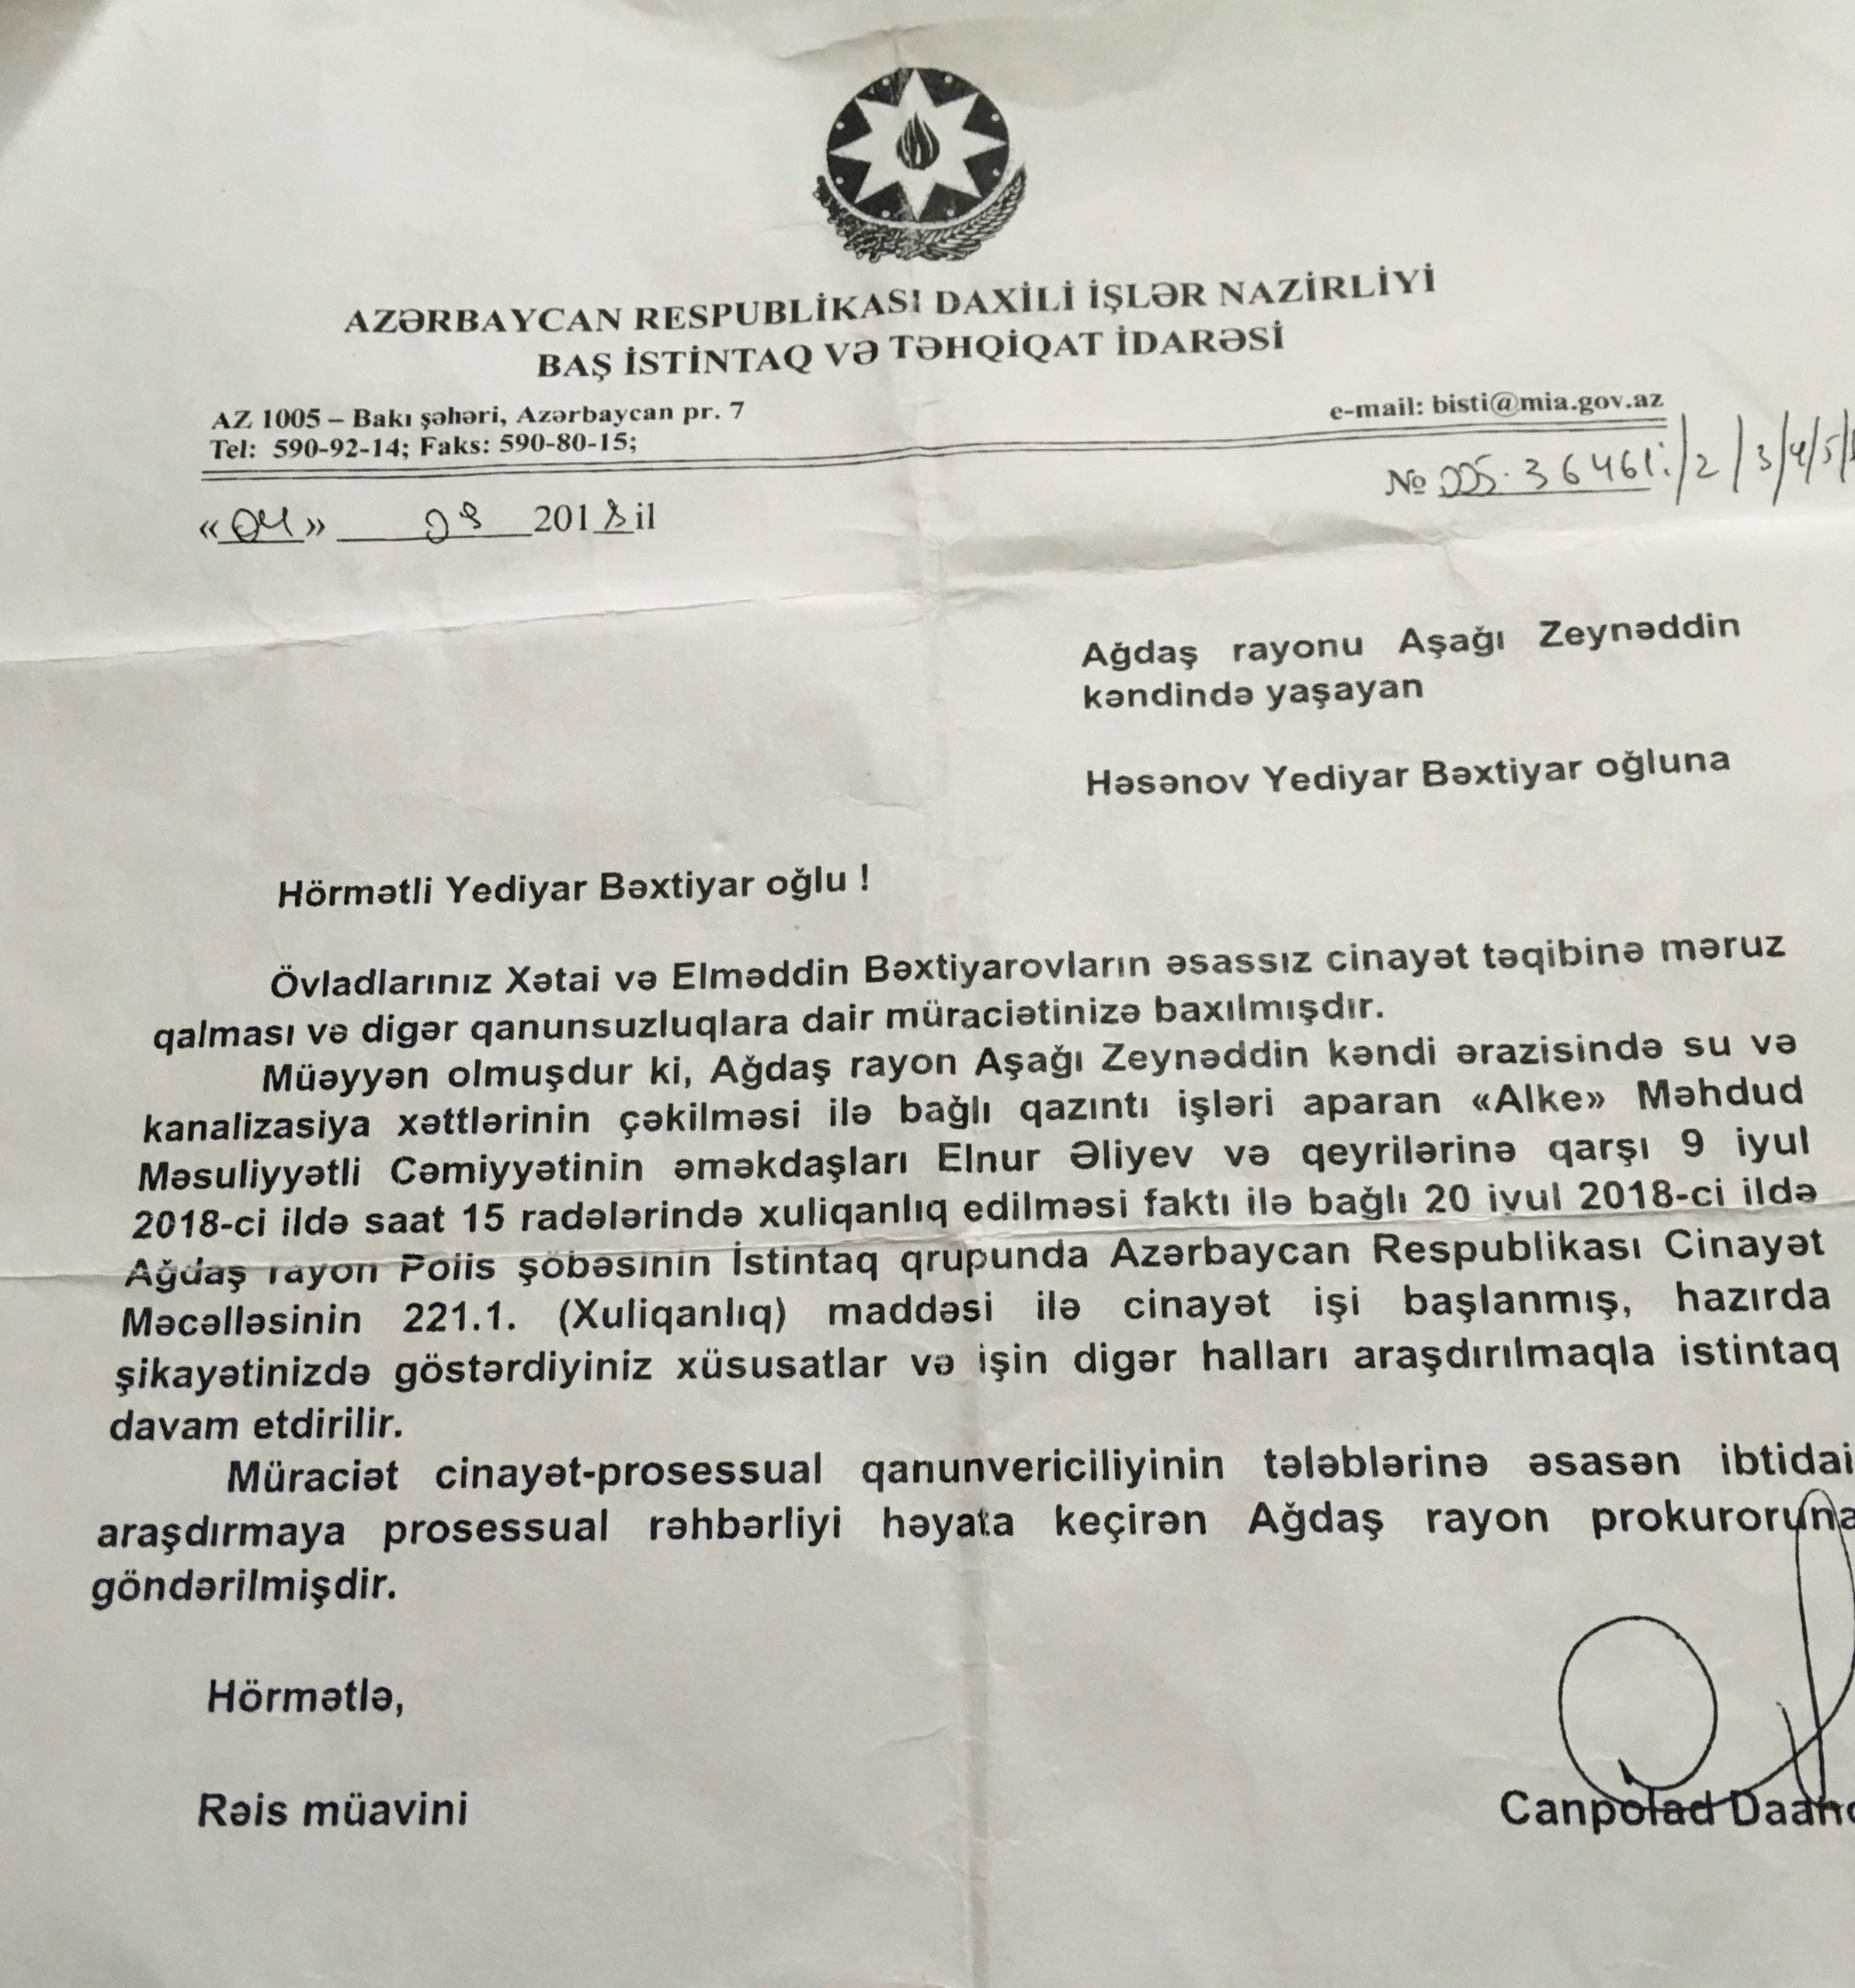 AZƏRBAYCAN RESPUBLİKASI DAXİLİ İŞLƏR NAZİRLİYİ
BAŞ İSTİNTAQ VƏ TƏHQİQAT İDARƏSİ
AZ 1005 – Bakı şəhəri, Azərbaycan pr. 7
e-mail: bisti@mia.gov.az
Tel: 590-92-14; Faks: 590-80-15;
№ 36461
«04» 2018 il
Ağdaş rayonu Aşağı Zeynəddin
kəndində yaşayan
Həsənov Yediyar Bəxtiyar oğluna
Hörmətli Yediyar Bəxtiyar oğlu !
Övladlarınız Xətai və Elməddin Bəxtiyarovların əsassız cinayət təqibinə məruz
qalması və digər qanunsuzluqlara dair müraciətinizə baxılmışdır.
Müəyyən olmuşdur ki, Ağdaş rayon Aşağı Zeynəddin kəndi ərazisində su və
kanalizasiya xəttlərinin çəkilməsi ilə bağlı qazıntı işləri aparan «Alke» Məhdud
Məsuliyyətli Cəmiyyətinin əməkdaşları Elnur Əliyev və qeyrilərinə qarşı 9 iyul
2018-ci ildə saat 15 radələrində xuliqanlıq edilməsi faktı ilə bağlı 20 iyul 2018-ci ildə
Ağdaş rayon Polis şöbəsinin İstintaq qrupunda Azərbaycan Respublikası Cinayət
Məcəlləsinin 221.1. (Xuliqanlıq) maddəsi ilə cinayət işi başlanmış, hazırda
şikayətinizdə göstərdiyiniz xüsusatlar və işin digər halları araşdırılmaqla istintaq
davam etdirilir.
Müraciət cinayət-prosessual qanunvericiliyinin tələblərinə əsasən ibtidai
araşdırmaya prosessual rəhbərliyi həyata keçirən Ağdaş rayon prokuroruna
göndərilmişdir.
Hörmətlə,
Rəis müavini
Canpolad